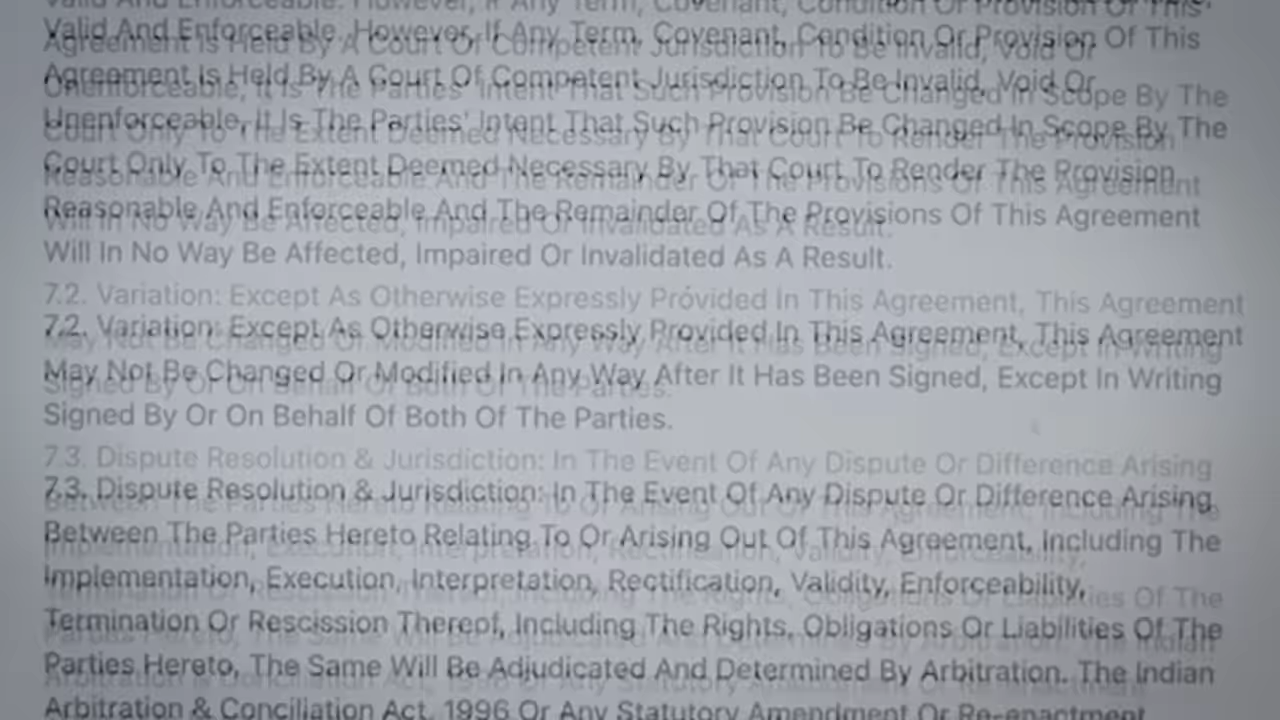 Valid And Enforceable. However, If Any Term, Covenant, Condition Or Provision Of This
Agreement Is Held By A Court Of Competent Jurisdiction To Be Invalid, Void Or
Unenforceable, It Is The Parties' Intent That Such Provision Be Changed In Scope By The
Court Only To The Extent Deemed Necessary By That Court To Render The Provision
Reasonable And Enforceable And The Remainder Of The Provisions Of This Agreement
Will In No Way Be Affected, Impaired Or Invalidated As A Result.
7.2. Variation: Except As Otherwise Expressly Provided In This Agreement, This Agreement
May Not Be Changed Or Modified In Any Way After It Has Been Signed, Except In Writing
Signed By Or On Behalf Of Both Of The Parties.
7.3. Dispute Resolution & Jurisdiction: In The Event Of Any Dispute Or Difference Arising
Between The Parties Hereto Relating To Or Arising Out Of This Agreement, Including The
Implementation, Execution, Interpretation, Rectification, Validity, Enforceability,
Termination Or Rescission Thereof, Including The Rights, Obligations Or Liabilities Of The
Parties Hereto, The Same Will Be Adjudicated And Determined By Arbitration. The Indian
Arbitration & Conciliation Act, 1996 Or Any Statutory Amendment Or Re-enactment